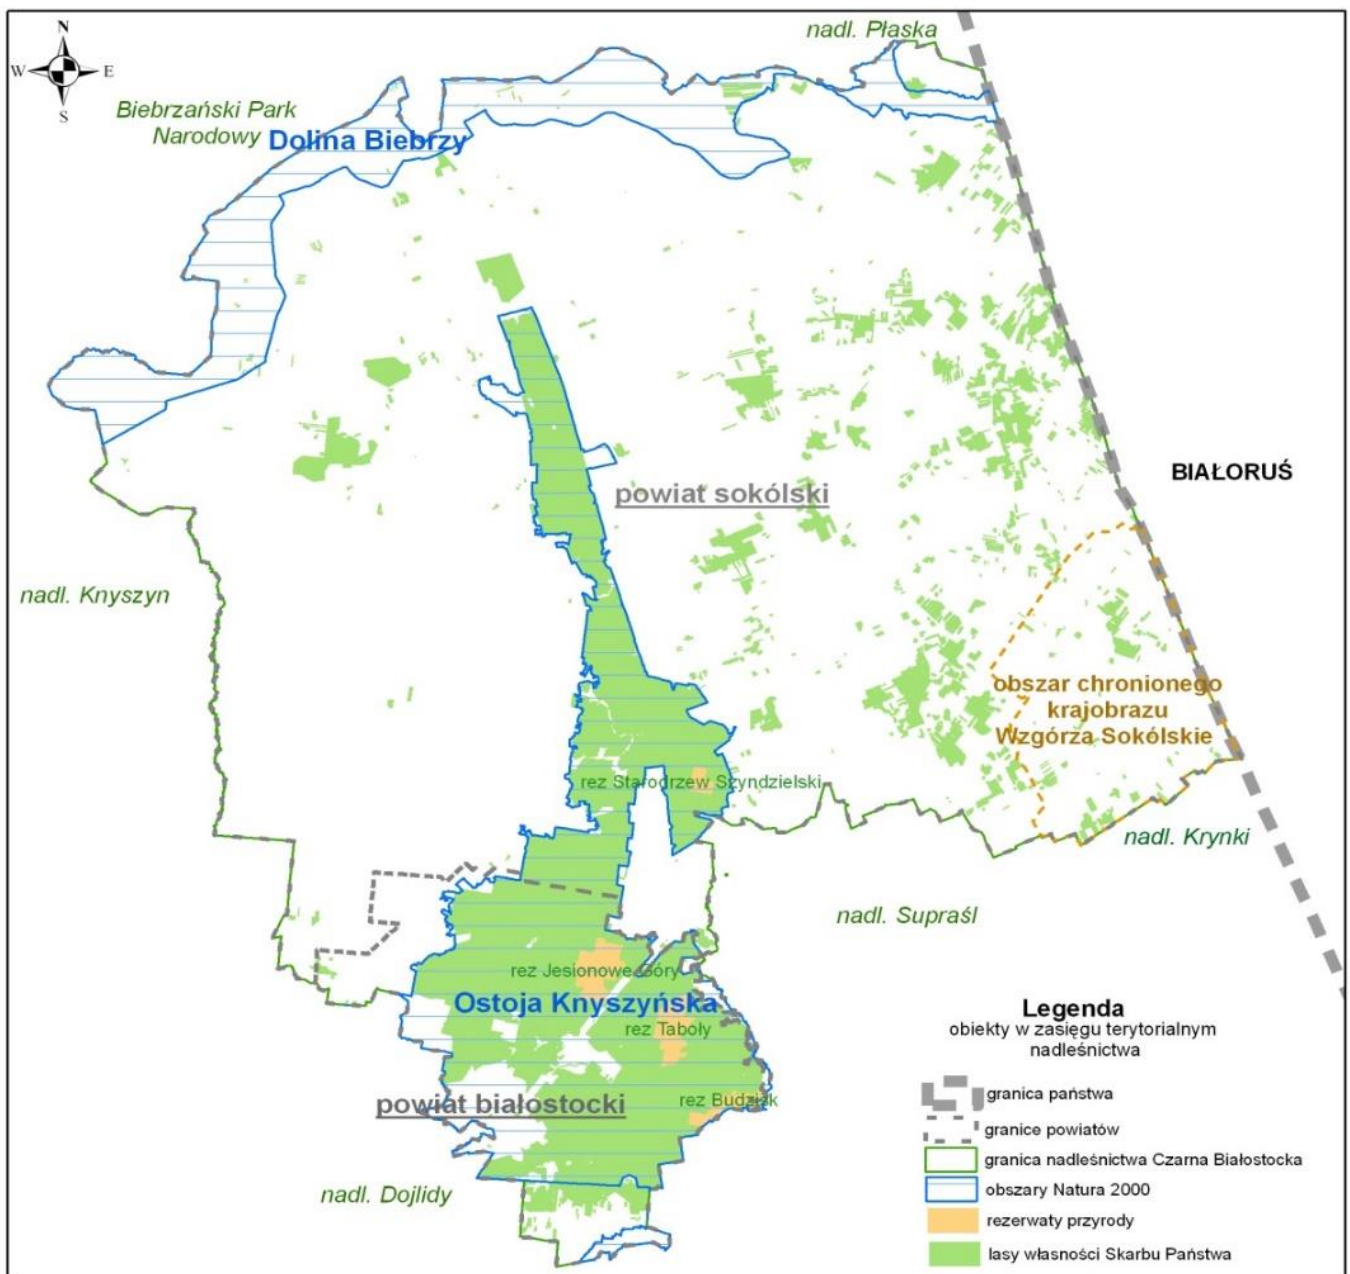 N
W
E
S
nadl. Płaska
Biebrzański Park
Narodowy
Dolina Biebrzy
BIAŁORUŚ
powiat sokólski
nadl. Knyszyn
obszar chronionego
krajobrazu
Wzgórza Sokólskie
rez Starodrzew Szyndzielski
nadl. Krynki
nadl. Supraśl
rez Jesionowe Góry
Ostoja Knyszyńska
rez Taboły
rez Budzisk
powiat białostocki
nadl. Dojlidy
Legenda
obiekty w zasięgu terytorialnym
nadleśnictwa
granica państwa
granice powiatów
granica nadleśnictwa Czarna Białostocka
obszary Natura 2000
rezerwaty przyrody
lasy własności Skarbu Państwa